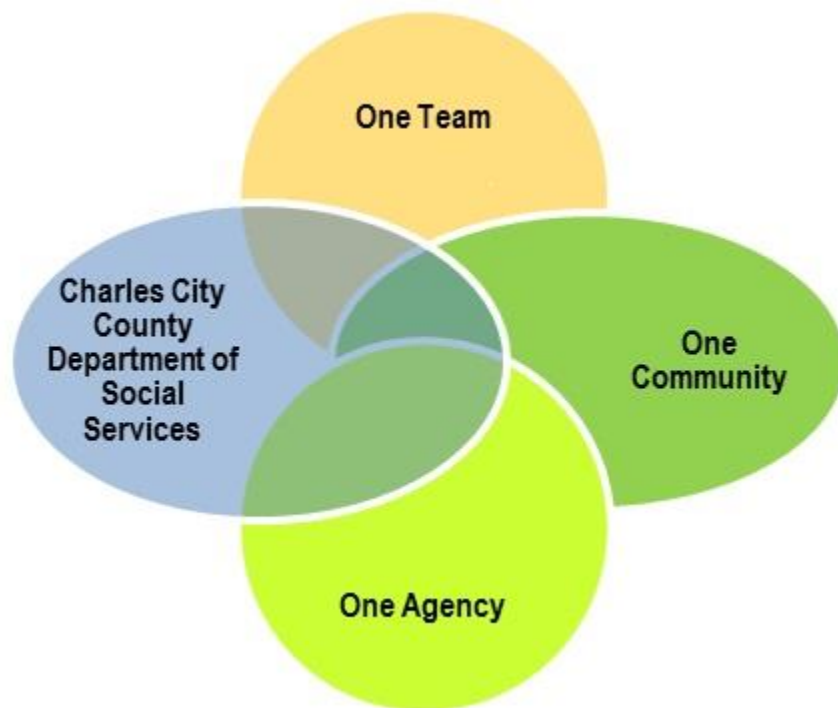 One Team
Charles City
County
Department of
Social
Services
One
Community
One Agency